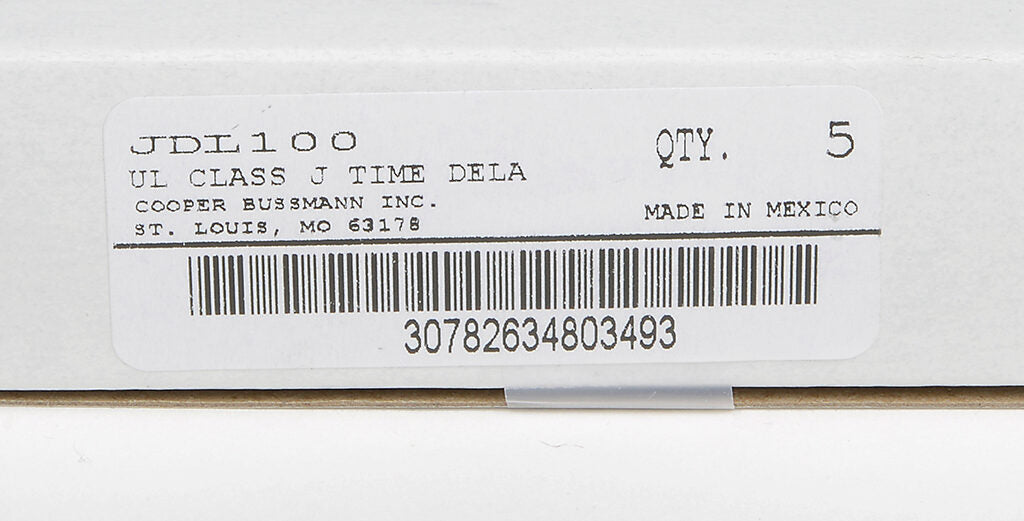 JDL100
QTY. 5
UL CLASS J TIME DELA
COOPER BUSSMANN INC.
ST. LOUIS, MO 63178
MADE IN MEXICO
30782634803493